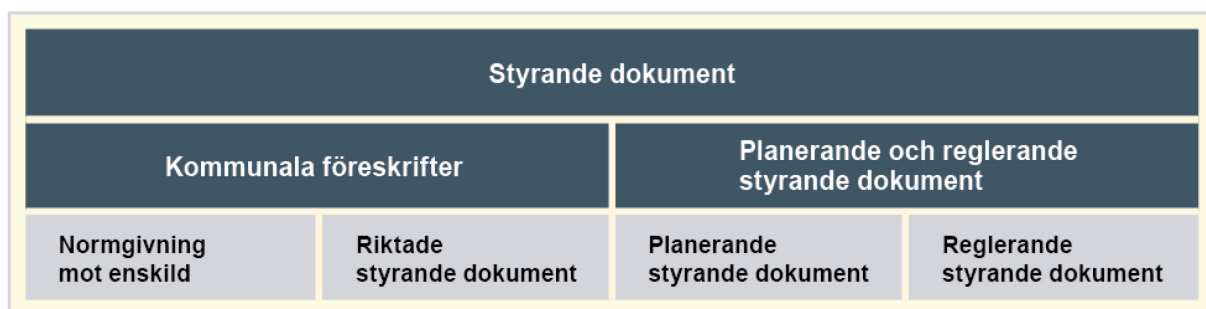 Styrande dokument
Kommunala föreskrifter
Planerande och reglerande
styrande dokument
Normgivning
mot enskild
Riktade
styrande dokument
Planerande
styrande dokument
Reglerande
styrande dokument